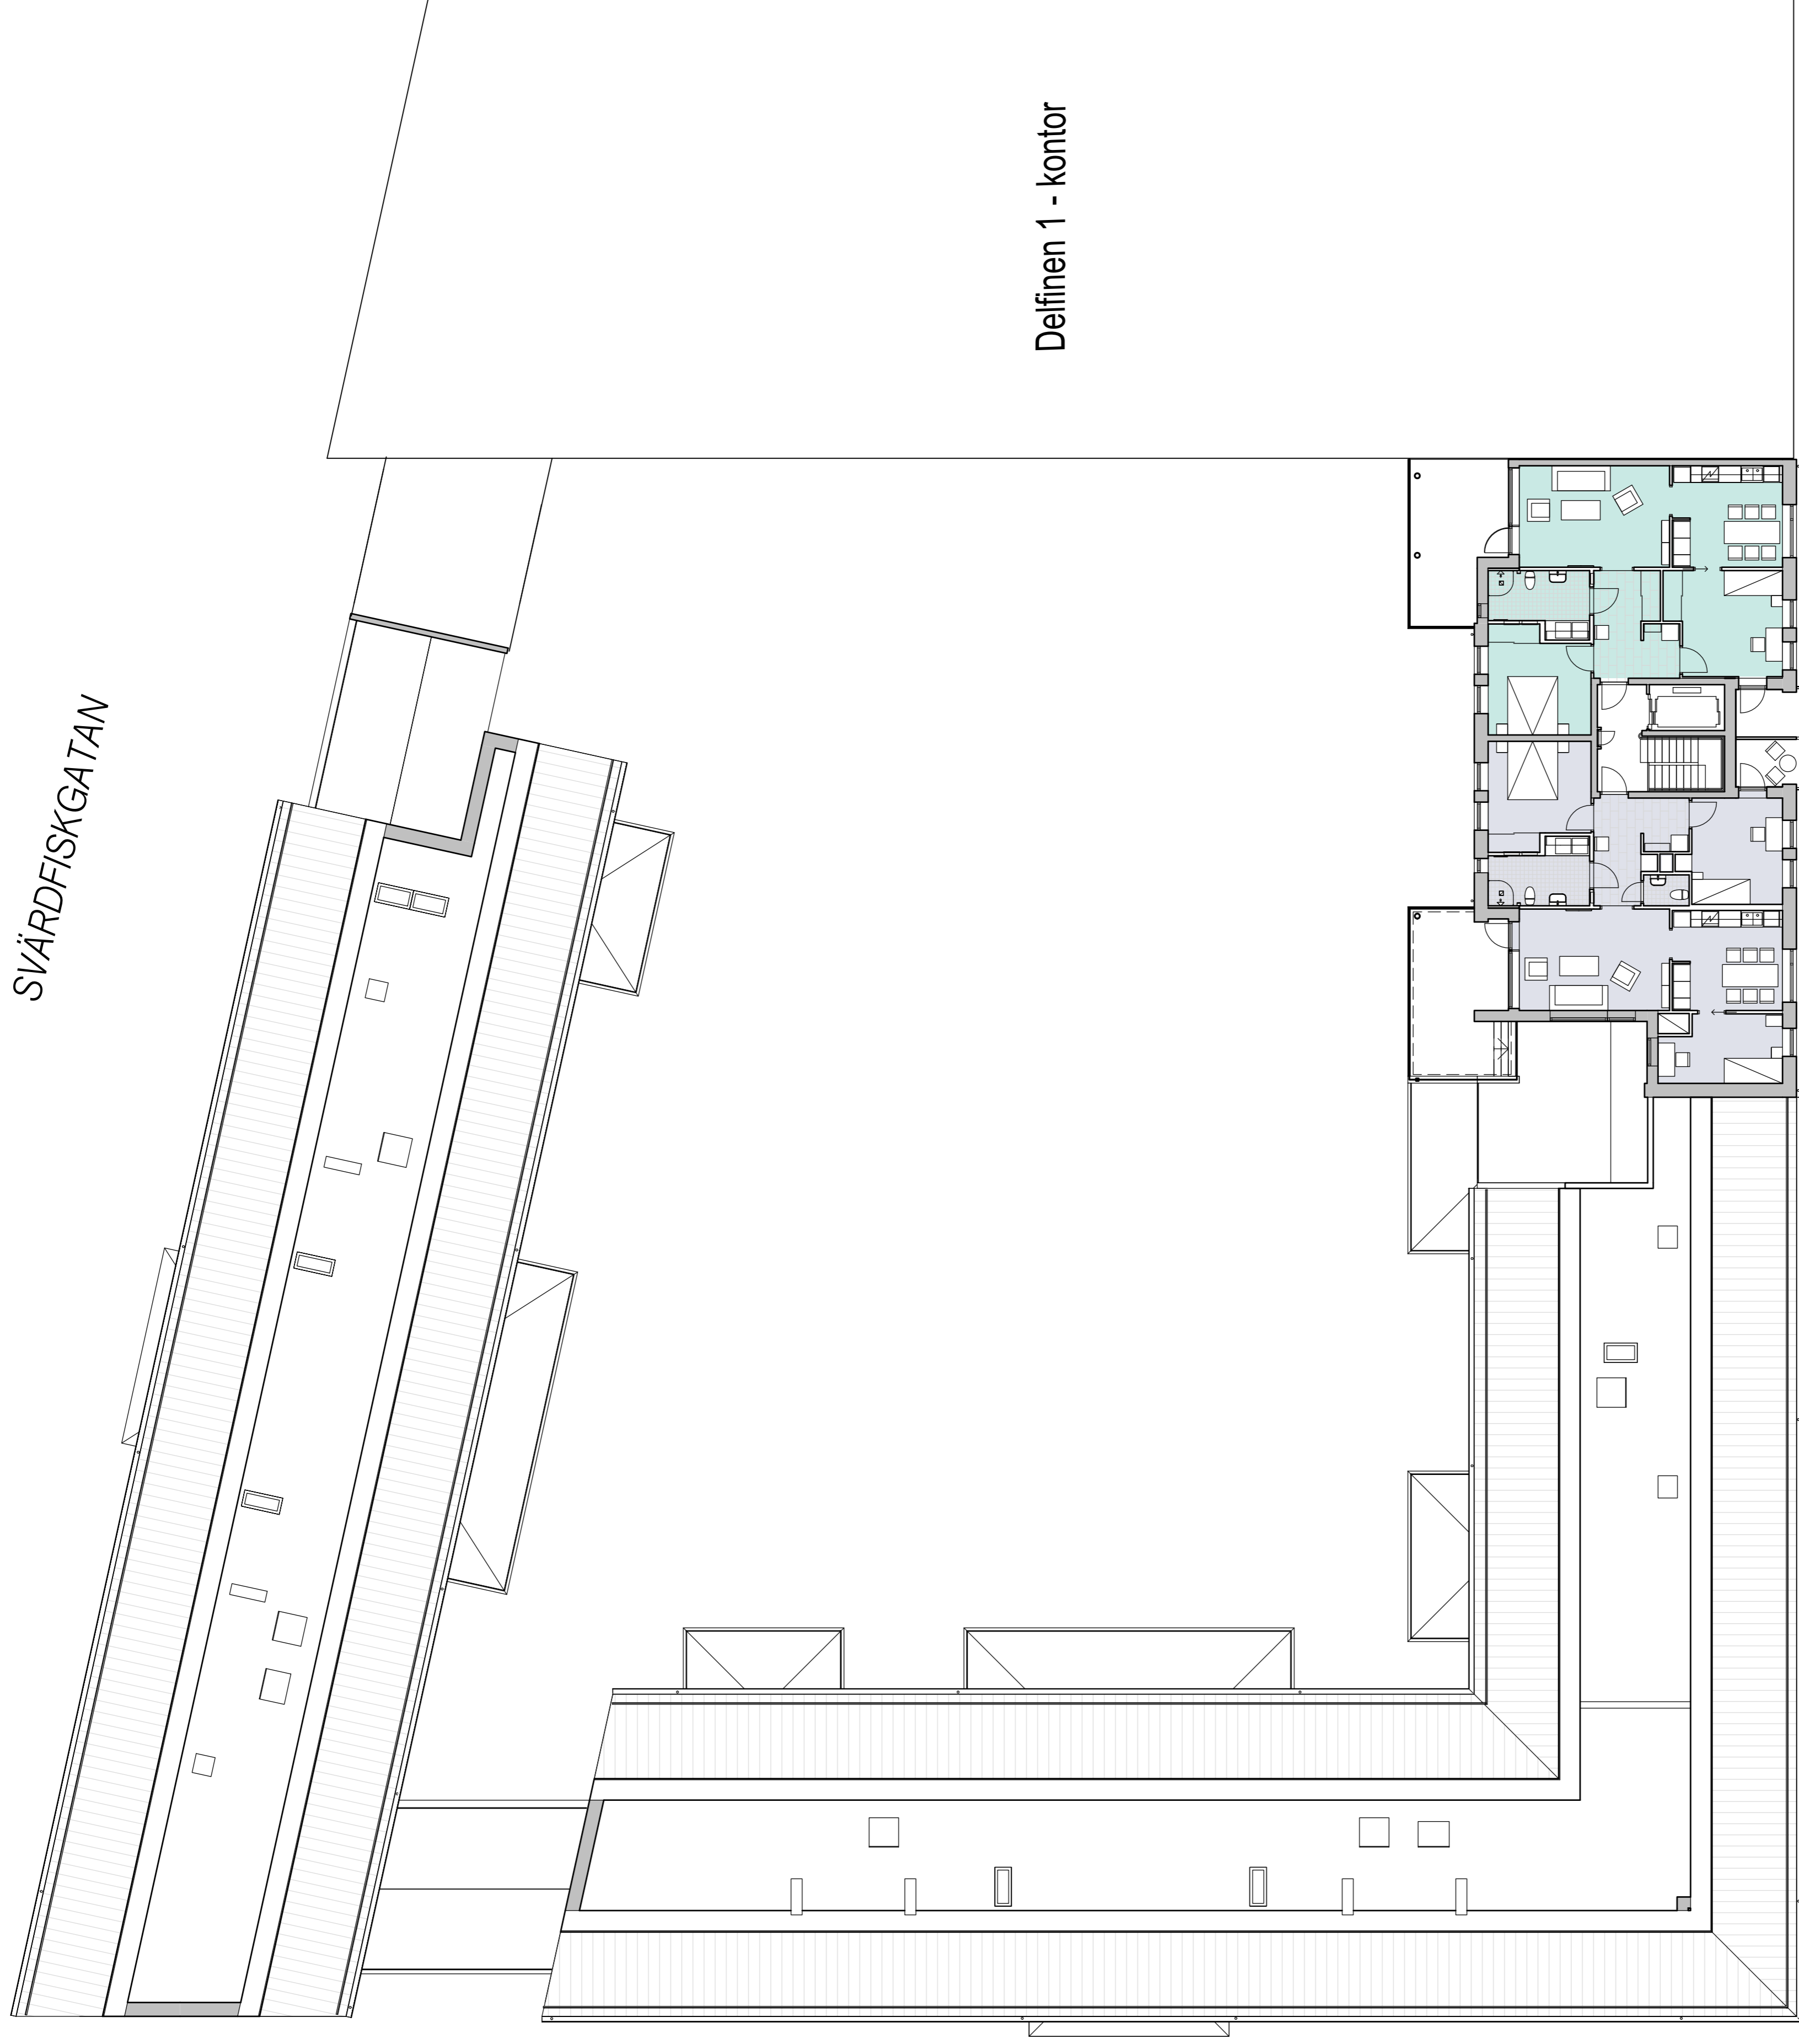 Delfinen 1 - kontor
SVÄRDFISKGATAN